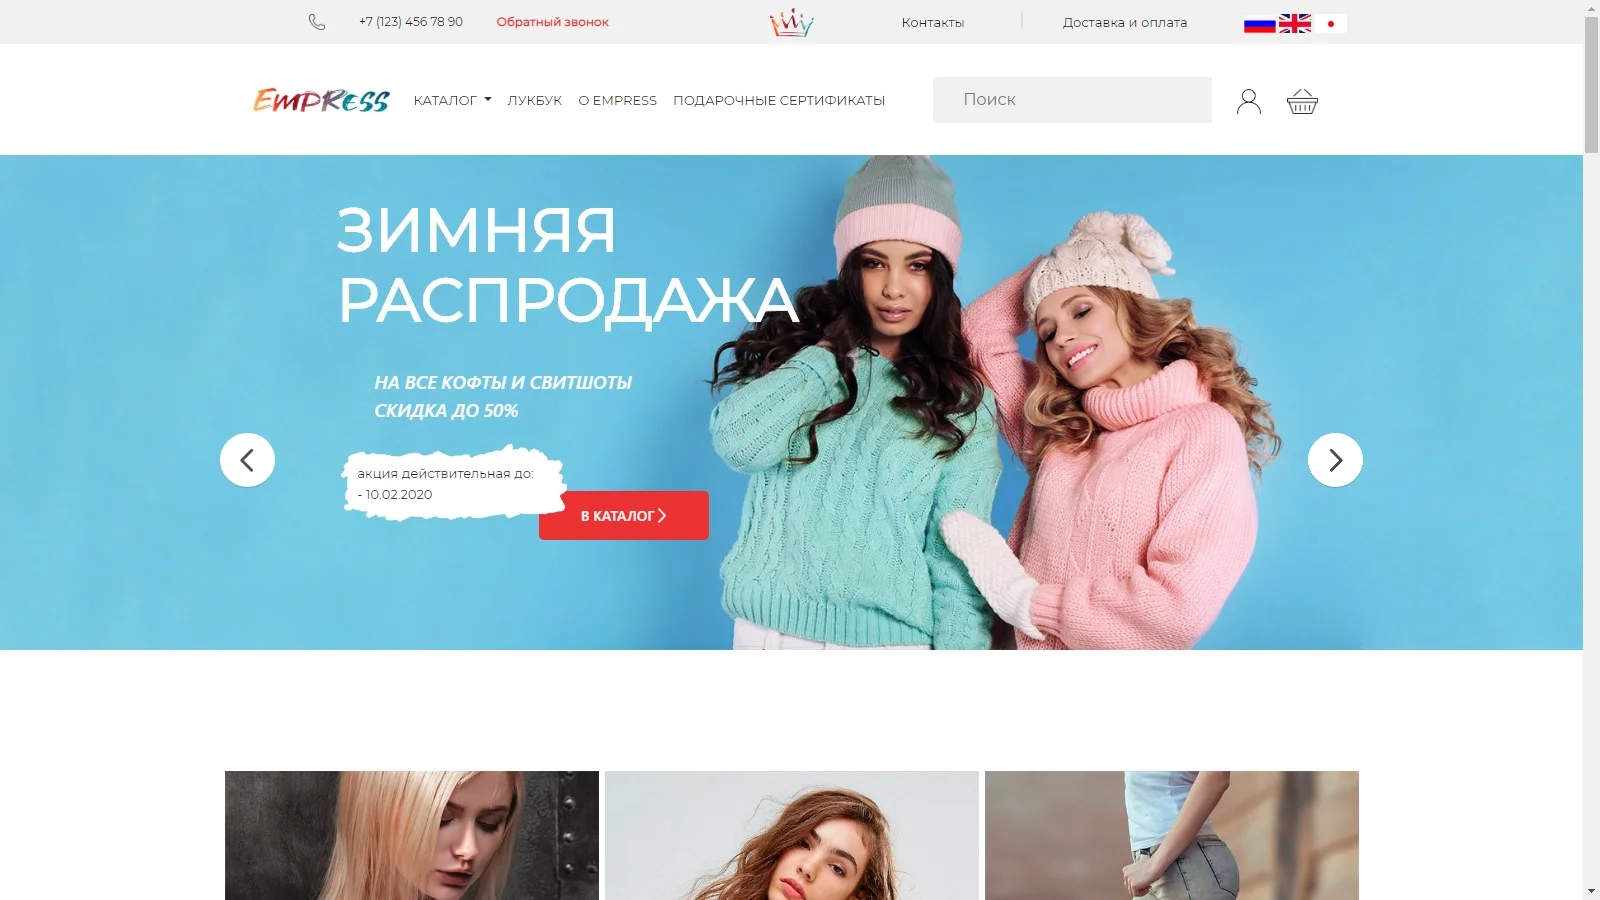 +7 (123) 456 78 90
Обратный звонок
Контакты
Доставка и оплата
EMPRESS
КАТАЛОГ
ЛУКБУК
О EMPRESS
ПОДАРОЧНЫЕ СЕРТИФИКАТЫ
Поиск
ЗИМНЯЯ
РАСПРОДАЖА
НА ВСЕ КОФТЫ И СВИТШОТЫ
СКИДКА ДО 50%
акция действительная до:
- 10.02.2020
В КАТАЛОГ